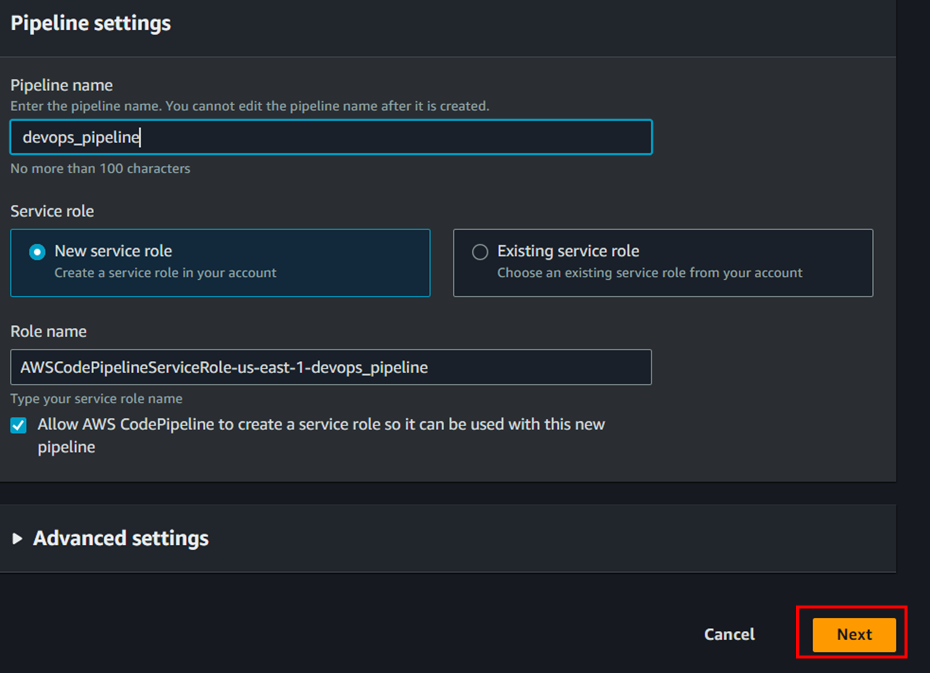 Pipeline settings
Pipeline name
Enter the pipeline name. You cannot edit the pipeline name after it is created.
devops_pipeline
No more than 100 characters
Service role
New service role
Create a service role in your account
Existing service role
Choose an existing service role from your account
Role name
AWSCodePipelineServiceRole-us-east-1-devops_pipeline
Type your service role name
Allow AWS CodePipeline to create a service role so it can be used with this new
pipeline
Advanced settings
Cancel
Next